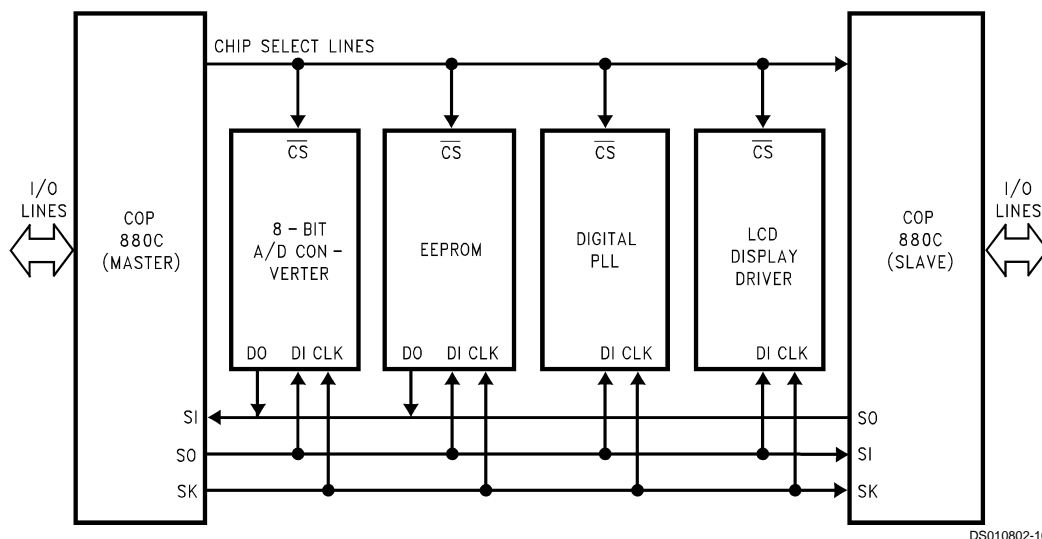 CHIP SELECT LINES
CS
CS
CS
CS
I/O
LINES
COP
880C
(MASTER)
8 – BIT
A/D CON –
VERTER
EEPROM
DIGITAL
PLL
LCD
DISPLAY
DRIVER
COP
880C
(SLAVE)
I/O
LINES
DO DI CLK
DO DI CLK
DI CLK
DI CLK
SI
SO
SO
SI
SK
SK
DS010802-16